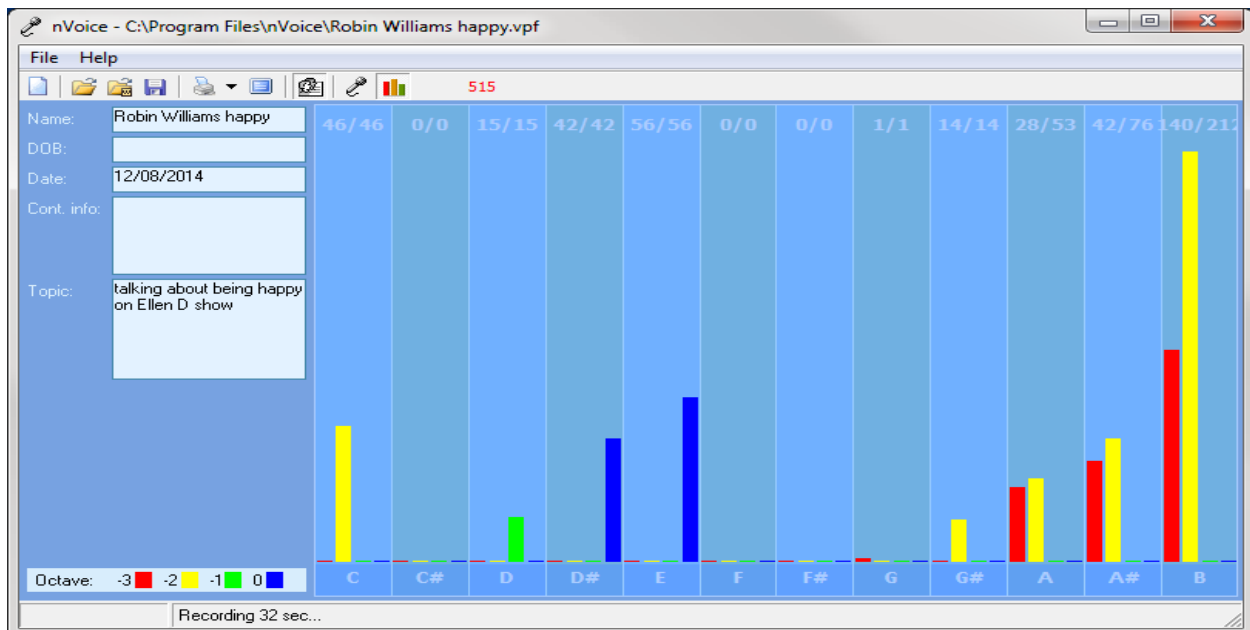 nVoice - C:\Program Files\nVoice\Robin Williams happy.vpf
File Help
515
Name: Robin Williams happy
DOB:
Date: 12/08/2014
Cont. info:
Topic: talking about being happy
on Ellen D show
46/46 0/0 15/15 42/42 56/56 0/0 0/0 1/1 14/14 28/53 42/76 140/212
Octave: -3 -2 -1 0
C C# D D# E F F# G G# A A# B
Recording 32 sec...